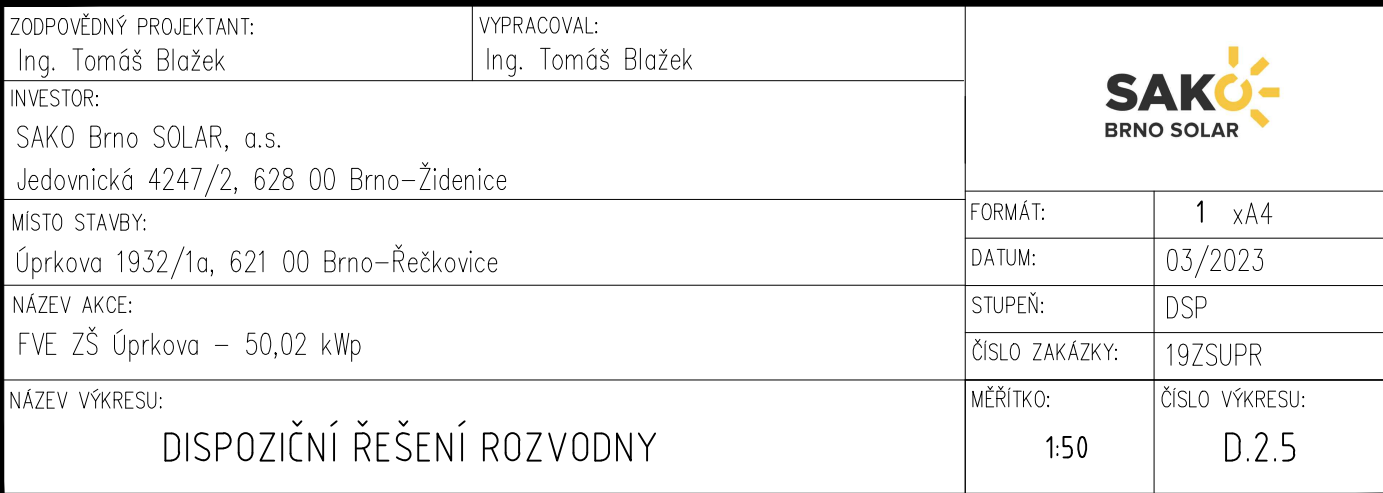 ZODPOVĚDNÝ PROJEKTANT:
Ing. Tomáš Blažek
VYPRACOVAL:
Ing. Tomáš Blažek
INVESTOR:
SAKO Brno SOLAR, a.s.
Jedovnická 4247/2, 628 00 Brno-Židenice
MÍSTO STAVBY:
Úprkova 1932/1a, 621 00 Brno-Řečkovice
NÁZEV AKCE:
FVE ZŠ Úprkova - 50,02 kWp
NÁZEV VÝKRESU:
DISPOZIČNÍ ŘEŠENÍ ROZVODNY
SAKO
BRNO SOLAR
FORMÁT: 1 xA4
DATUM: 03/2023
STUPEŇ: DSP
ČÍSLO ZAKÁZKY: 19ZSUPR
MĚŘÍTKO:
1:50
ČÍSLO VÝKRESU:
D.2.5